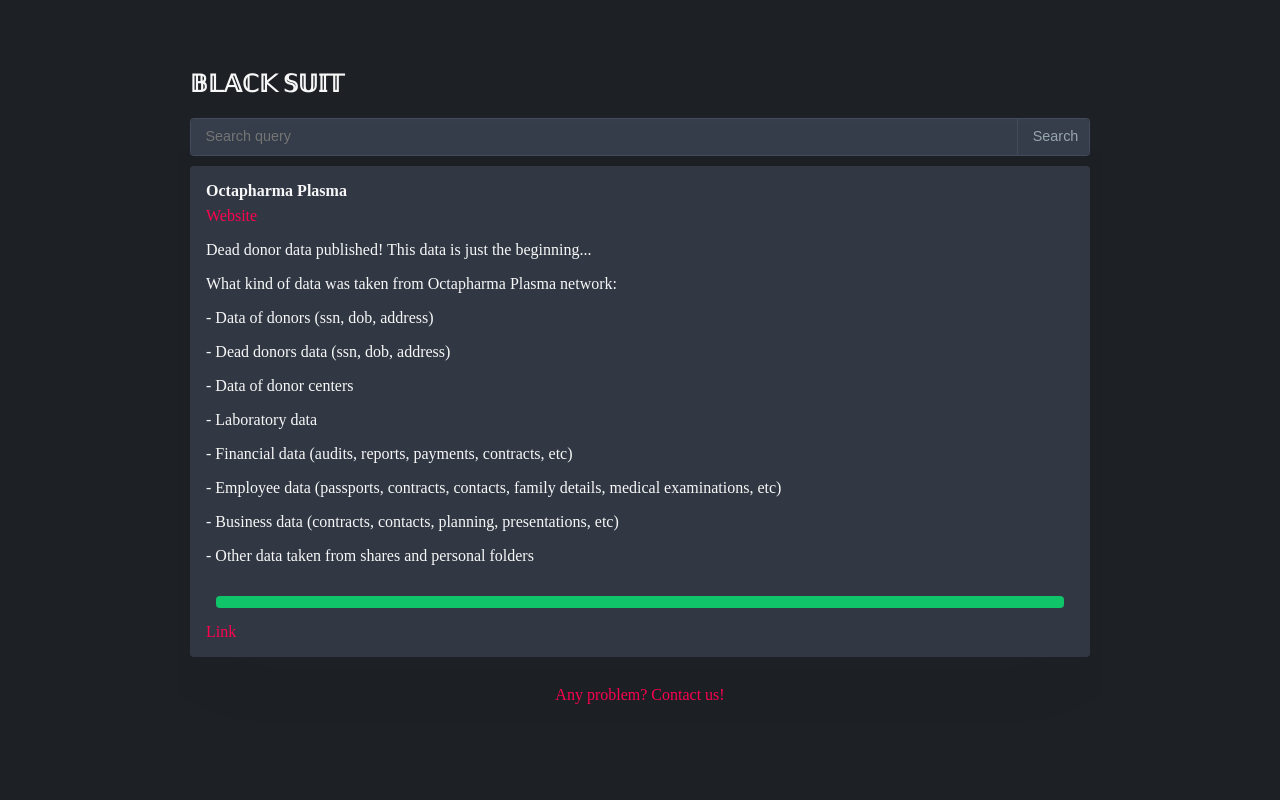 BLACK SUIT
Search query
Search
Octapharma Plasma
Website
Dead donor data published! This data is just the beginning...
What kind of data was taken from Octapharma Plasma network:
- Data of donors (ssn, dob, address)
- Dead donors data (ssn, dob, address)
- Data of donor centers
- Laboratory data
- Financial data (audits, reports, payments, contracts, etc)
- Employee data (passports, contracts, contacts, family details, medical examinations, etc)
- Business data (contracts, contacts, planning, presentations, etc)
- Other data taken from shares and personal folders
Link
Any problem? Contact us!